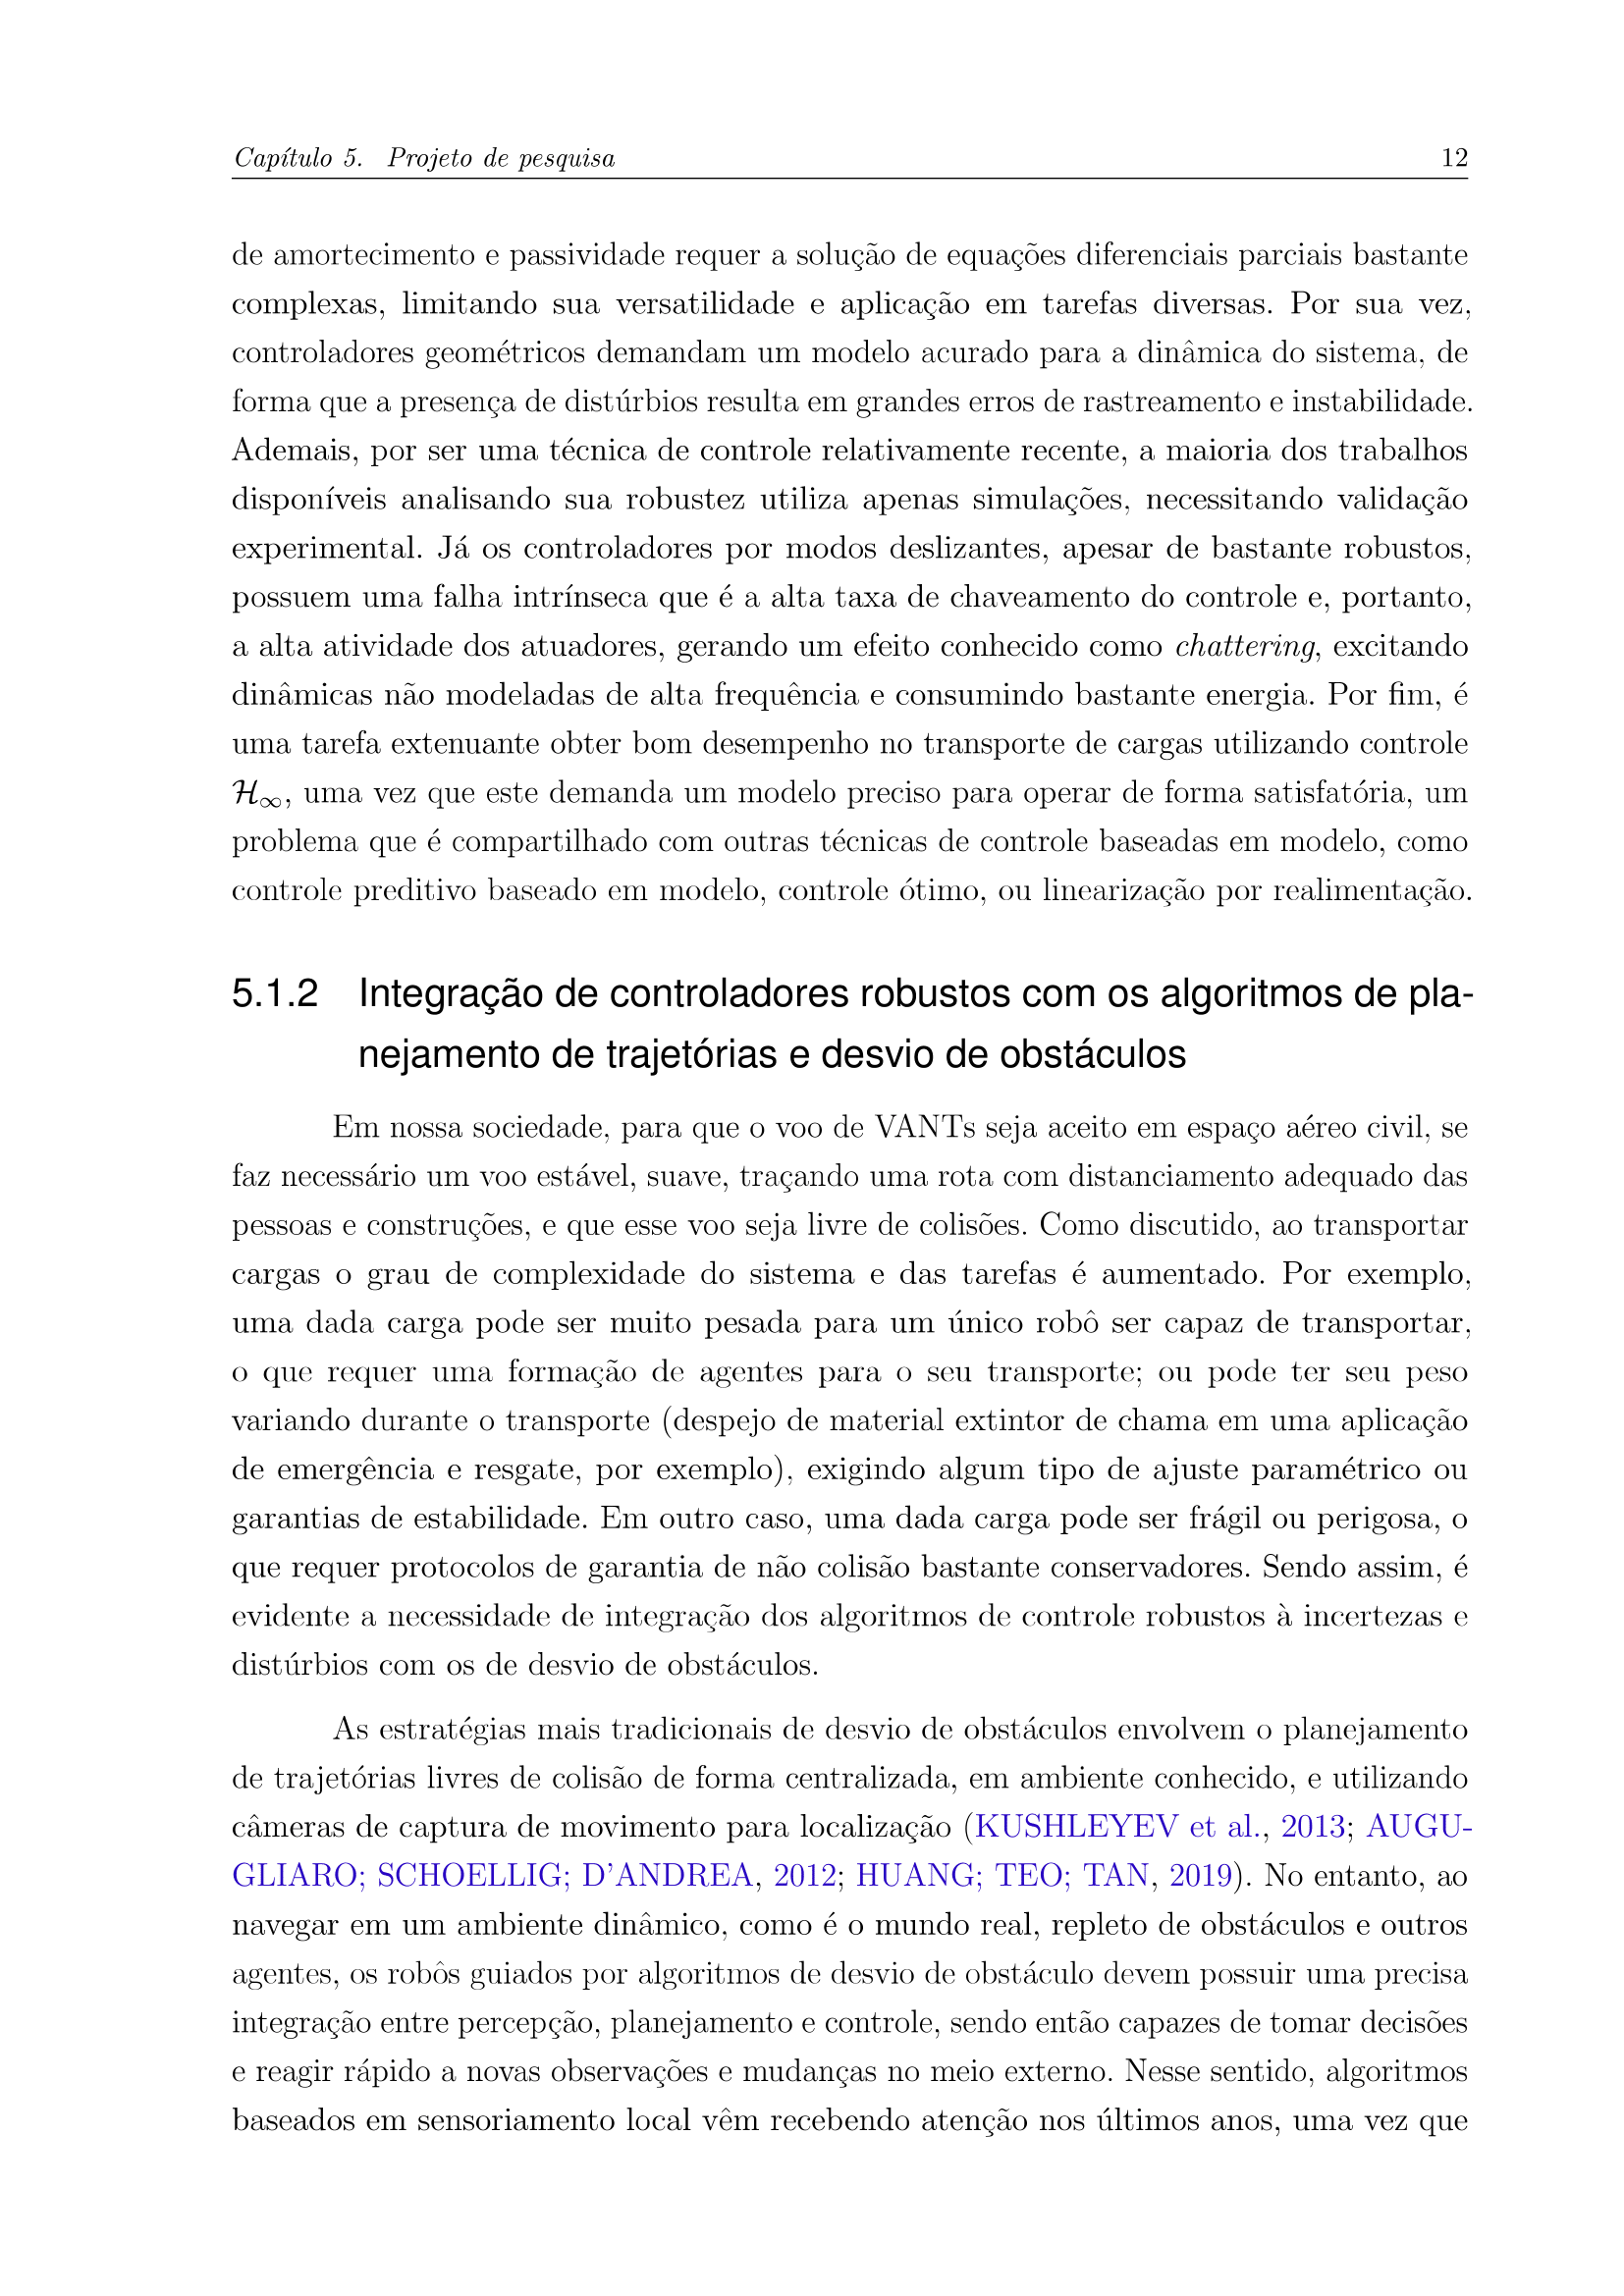 Capítulo 5. Projeto de pesquisa 12
de amortecimento e passividade requer a solução de equações diferenciais parciais bastante
complexas, limitando sua versatilidade e aplicação em tarefas diversas. Por sua vez,
controladores geométricos demandam um modelo acurado para a dinâmica do sistema, de
forma que a presença de distúrbios resulta em grandes erros de rastreamento e instabilidade.
Ademais, por ser uma técnica de controle relativamente recente, a maioria dos trabalhos
disponíveis analisando sua robustez utiliza apenas simulações, necessitando validação
experimental. Já os controladores por modos deslizantes, apesar de bastante robustos,
possuem uma falha intrínseca que é a alta taxa de chaveamento do controle e, portanto,
a alta atividade dos atuadores, gerando um efeito conhecido como chattering, excitando
dinâmicas não modeladas de alta frequência e consumindo bastante energia. Por fim, é
uma tarefa extenuante obter bom desempenho no transporte de cargas utilizando controle
ℋ∞, uma vez que este demanda um modelo preciso para operar de forma satisfatória, um
problema que é compartilhado com outras técnicas de controle baseadas em modelo, como
controle preditivo baseado em modelo, controle ótimo, ou linearização por realimentação.
5.1.2 Integração de controladores robustos com os algoritmos de pla-
nejamento de trajetórias e desvio de obstáculos
Em nossa sociedade, para que o voo de VANTs seja aceito em espaço aéreo civil, se
faz necessário um voo estável, suave, traçando uma rota com distanciamento adequado das
pessoas e construções, e que esse voo seja livre de colisões. Como discutido, ao transportar
cargas o grau de complexidade do sistema e das tarefas é aumentado. Por exemplo,
uma dada carga pode ser muito pesada para um único robô ser capaz de transportar,
o que requer uma formação de agentes para o seu transporte; ou pode ter seu peso
variando durante o transporte (despejo de material extintor de chama em uma aplicação
de emergência e resgate, por exemplo), exigindo algum tipo de ajuste paramétrico ou
garantias de estabilidade. Em outro caso, uma dada carga pode ser frágil ou perigosa, o
que requer protocolos de garantia de não colisão bastante conservadores. Sendo assim, é
evidente a necessidade de integração dos algoritmos de controle robustos à incertezas e
distúrbios com os de desvio de obstáculos.
As estratégias mais tradicionais de desvio de obstáculos envolvem o planejamento
de trajetórias livres de colisão de forma centralizada, em ambiente conhecido, e utilizando
câmeras de captura de movimento para localização (KUSHLEYEV et al., 2013; AUGU-
GLIARO; SCHOELLIG; D'ANDREA, 2012; HUANG; TEO; TAN, 2019). No entanto, ao
navegar em um ambiente dinâmico, como é o mundo real, repleto de obstáculos e outros
agentes, os robôs guiados por algoritmos de desvio de obstáculo devem possuir uma precisa
integração entre percepção, planejamento e controle, sendo então capazes de tomar decisões
e reagir rápido a novas observações e mudanças no meio externo. Nesse sentido, algoritmos
baseados em sensoriamento local vêm recebendo atenção nos últimos anos, uma vez que